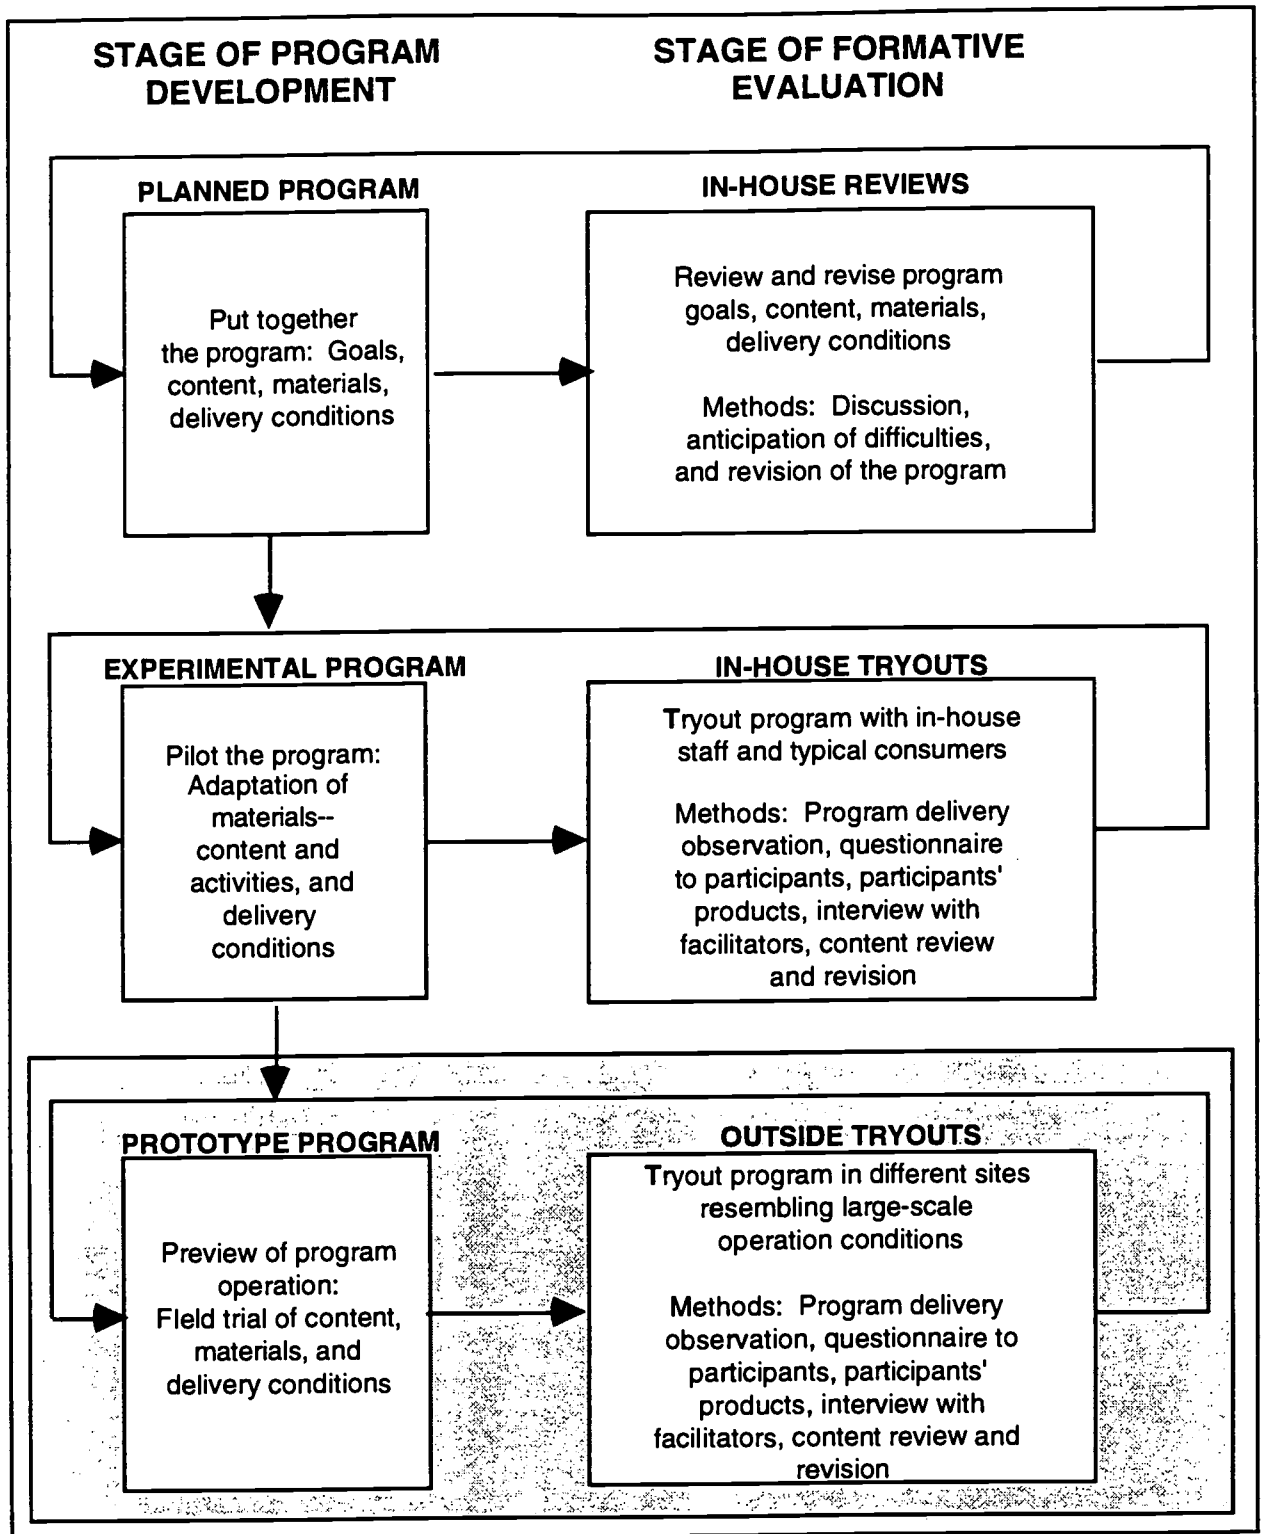 STAGE OF PROGRAM
DEVELOPMENT
STAGE OF FORMATIVE
EVALUATION
PLANNED PROGRAM
Put together
the program: Goals,
content, materials,
delivery conditions
IN-HOUSE REVIEWS
Review and revise program
goals, content, materials,
delivery conditions
Methods: Discussion,
anticipation of difficulties,
and revision of the program
EXPERIMENTAL PROGRAM
Pilot the program:
Adaptation of
materials--
content and
activities, and
delivery
conditions
IN-HOUSE TRYOUTS
Tryout program with in-house
staff and typical consumers
Methods: Program delivery
observation, questionnaire
to participants, participants'
products, interview with
facilitators, content review
and revision
PROTOTYPE PROGRAM
Preview of program
operation:
Field trial of content,
materials, and
delivery conditions
OUTSIDE TRYOUTS
Tryout program in different sites
resembling large-scale
operation conditions
Methods: Program delivery
observation, questionnaire to
participants, participants'
products, interview with
facilitators, content review and
revision